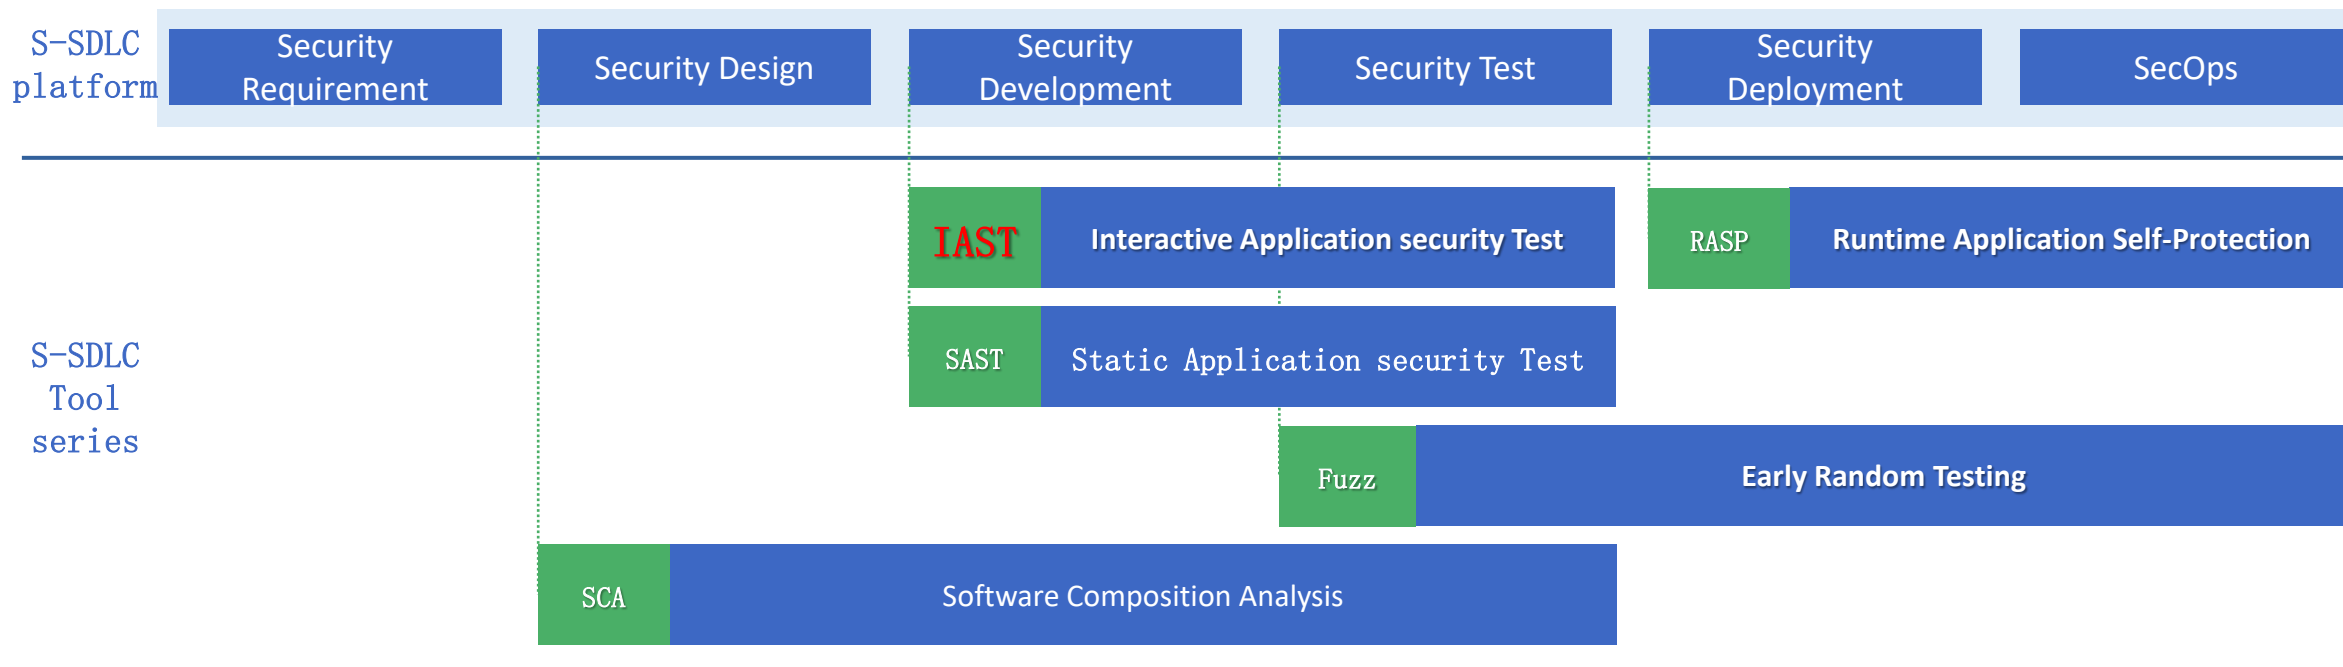 S-SDLC
platform
Security
Requirement
Security Design
Security
Development
Security Test
Security
Deployment
SecOps
IAST
Interactive Application security Test
RASP
Runtime Application Self-Protection
S-SDLC
Tool
series
SAST
Static Application security Test
Fuzz
Early Random Testing
SCA
Software Composition Analysis